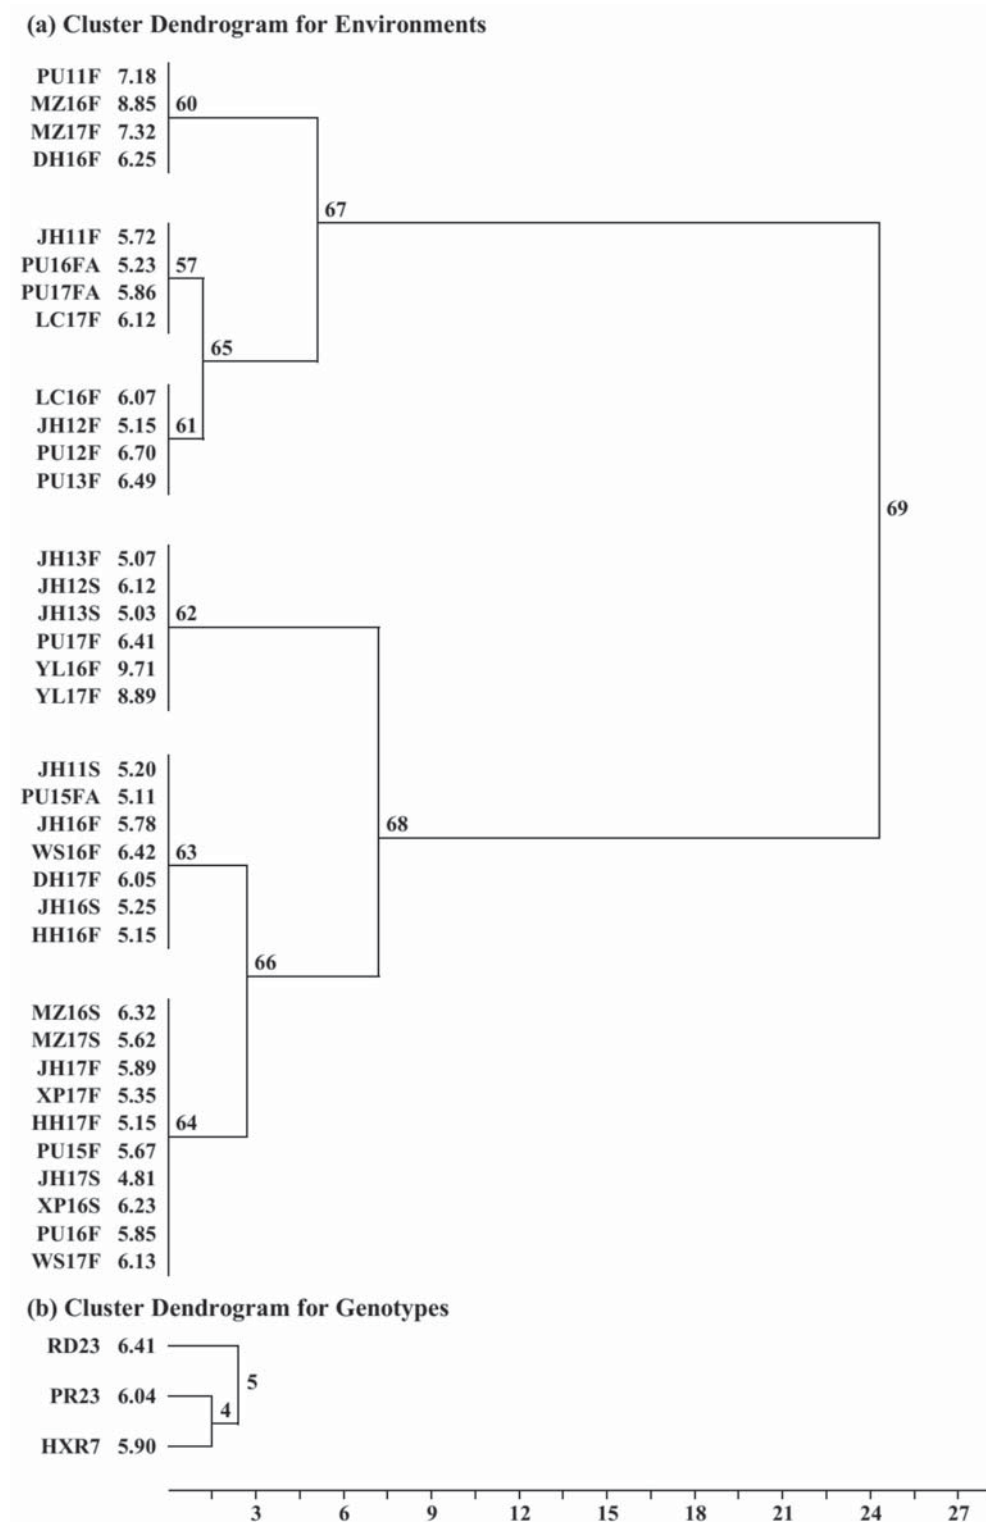 (a) Cluster Dendrogram for Environments
PU11F 7.18
MZ16F 8.85 60
MZ17F 7.32
DH16F 6.25
67
JH11F 5.72
PU16FA 5.23 57
PU17FA 5.86
LC17F 6.12
65
LC16F 6.07
JH12F 5.15 61
PU12F 6.70
PU13F 6.49
69
JH13F 5.07
JH12S 6.12
JH13S 5.03 62
PU17F 6.41
YL16F 9.71
YL17F 8.89
JH11S 5.20
PU15FA 5.11
JH16F 5.78 68
WS16F 6.42 63
DH17F 6.05
JH16S 5.25
HH16F 5.15
66
MZ16S 6.32
MZ17S 5.62
JH17F 5.89
XP17F 5.35
HH17F 5.15 64
PU15F 5.67
JH17S 4.81
XP16S 6.23
PU16F 5.85
WS17F 6.13
(b) Cluster Dendrogram for Genotypes
RD23 6.41
5
PR23 6.04
4
HXR7 5.90
3 6 9 12 15 18 21 24 27